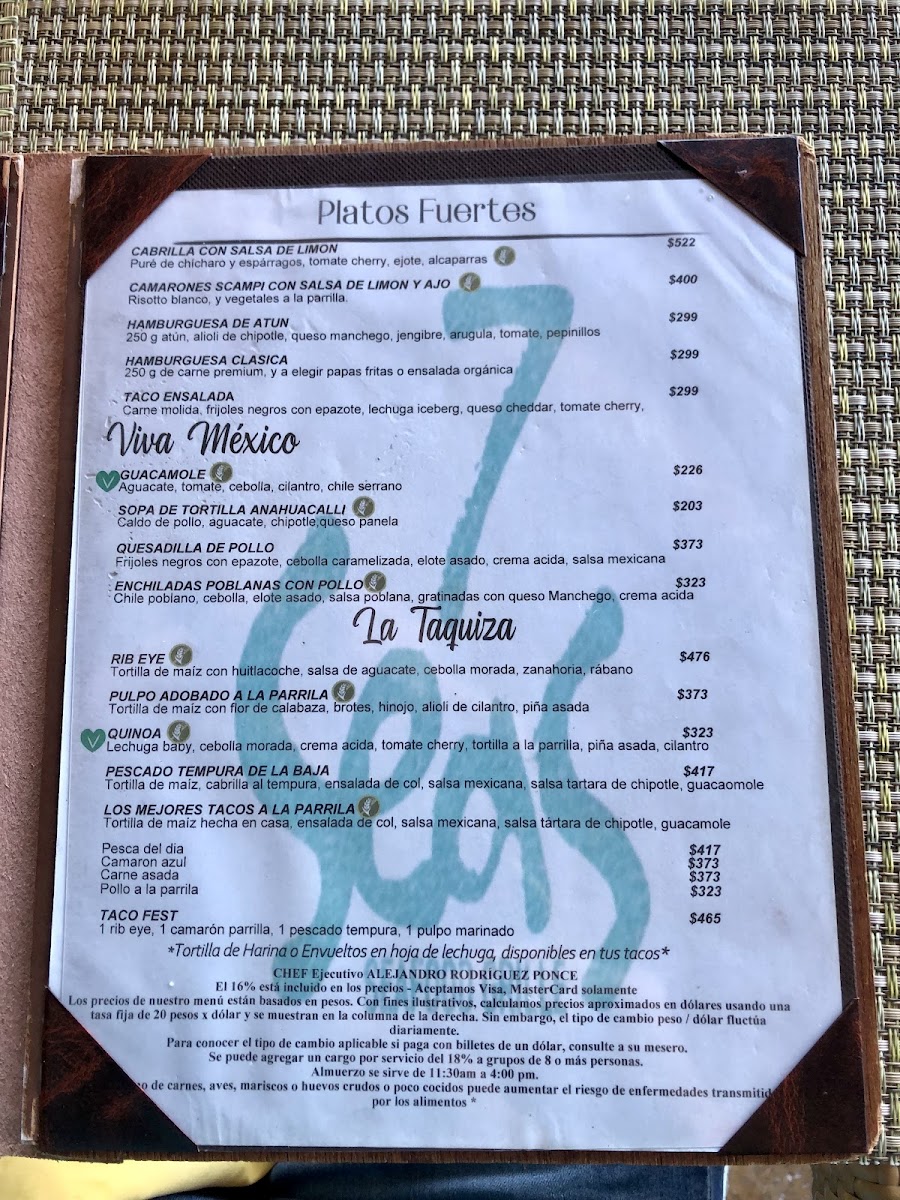 Platos Fuertes
CABRILLA CON SALSA DE LIMON $522
Puré de chicharo y espárragos, tomate cherry, ejote, alcaparras
CAMARONES SCAMPI CON SALSA DE LIMON Y AJO $400
Risotto blanco, y vegetales a la parrilla.
HAMBURGUESA DE ATUN $299
250 g atún, alioli de chipotle, queso manchego, jengibre, arugula, tomate, pepinillos
HAMBURGUESA CLASICA $299
250 g de carne premium, y a elegir papas fritas o ensalada orgánica
TACO ENSALADA $299
Carne molida, frijoles negros con epazote, lechuga iceberg, queso cheddar, tomate cherry,
Viva México
GUACAMOLE $226
Aguacate, tomate, cebolla, cilantro, chile serrano
SOPA DE TORTILLA ANAHUACALLI $203
Caldo de pollo, aguacate, chipotle,queso panela
QUESADILLA DE POLLO $373
Frijoles negros con epazote, cebolla caramelizada, elote asado, crema acida, salsa mexicana
ENCHILADAS POBLANAS CON POLLO $323
Chile poblano, cebolla, elote asado, salsa poblana, gratinadas con queso Manchego, crema acida
La Taquiza
RIB EYE $476
Tortilla de maíz con huitlacoche, salsa de aguacate, cebolla morada, zanahoria, rábano
PULPO ADOBADO A LA PARRILA $373
Tortilla de maíz con flor de calabaza, brotes, hinojo, alioli de cilantro, piña asada
QUINOA $323
Lechuga baby, cebolla morada, crema acida, tomate cherry, tortilla a la parrilla, piña asada, cilantro
PESCADO TEMPURA DE LA BAJA $417
Tortilla de maíz, cabrilla al tempura, ensalada de col, salsa mexicana, salsa tartara de chipotle, guacaomole
LOS MEJORES TACOS A LA PARRILA
Tortilla de maíz hecha en casa, ensalada de col, salsa mexicana, salsa tártara de chipotle, guacamole
Pesca del dia $417
Camaron azul $373
Carne asada $373
Pollo a la parrila $323
TACO FEST $465
1 rib eye, 1 camarón parrilla, 1 pescado tempura, 1 pulpo marinado
*Tortilla de Harina o Envueltos en hoja de lechuga, disponibles en tus tacos*
CHEF Ejecutivo ALEJANDRO RODRÍGUEZ PONCE
El 16% está incluido en los precios - Aceptamos Visa, MasterCard solamente
Los precios de nuestro menú están basados en pesos. Con fines ilustrativos, calculamos precios aproximados en dólares usando una
tasa fija de 20 pesos x dólar y se muestran en la columna de la derecha. Sin embargo, el tipo de cambio peso / dólar fluctúa
diariamente.
Para conocer el tipo de cambio aplicable si paga con billetes de un dólar, consulte a su mesero.
Se puede agregar un cargo por servicio del 18% a grupos de 8 o más personas.
Almuerzo se sirve de 11:30am a 4:00 pm.
de carnes, aves, mariscos o huevos crudos o poco cocidos puede aumentar el riesgo de enfermedades
por los alimentos *
7
Seas